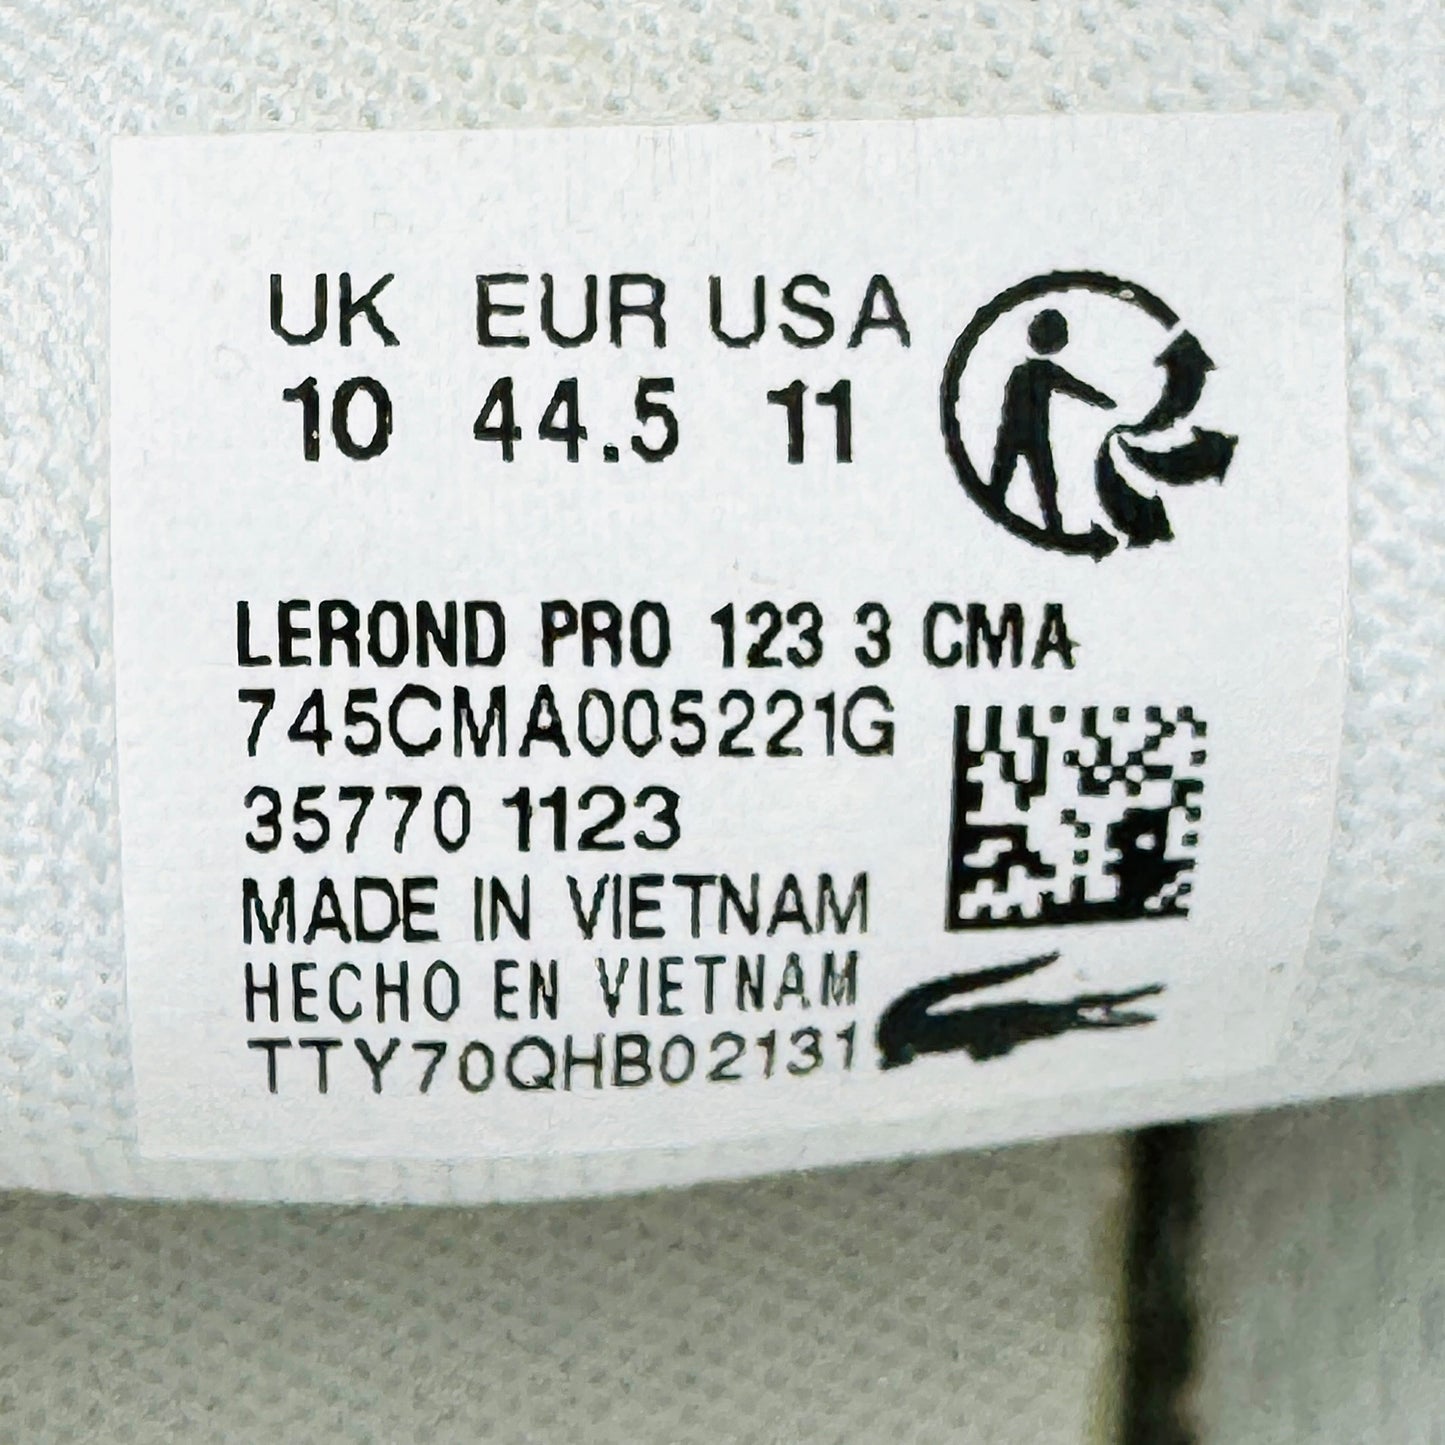 UK EUR USA
10 44.5 11
LEROND PRO 123 3 CMA
745CMA005221G
35770 1123
MADE IN VIETNAM
HECHO EN VIETNAM
TTY70QHB02131